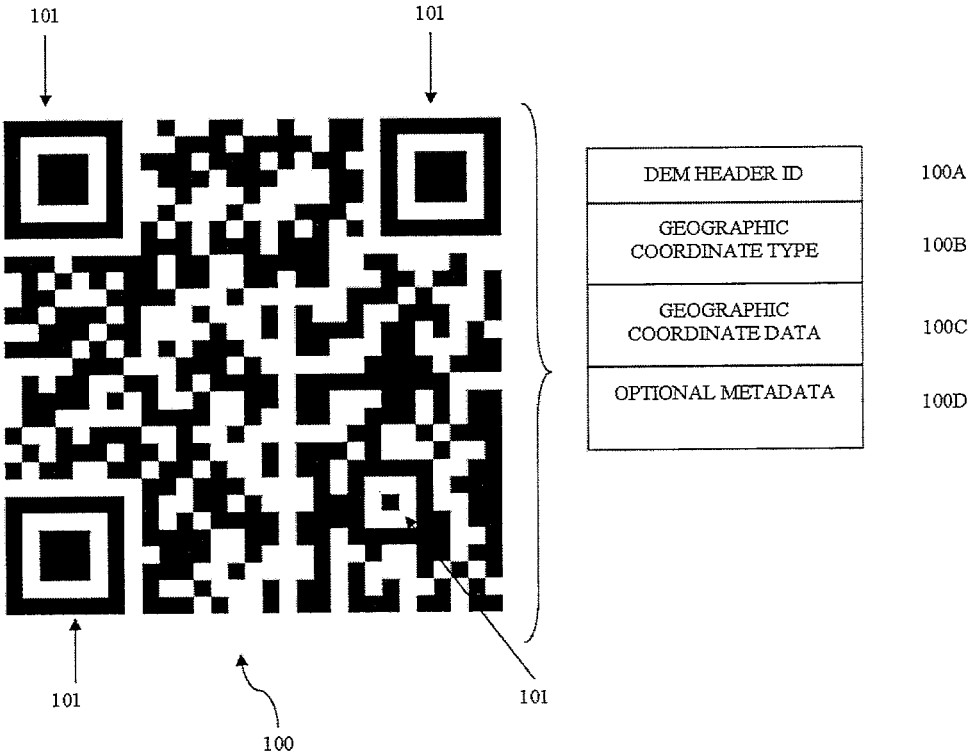 101
101
DEM HEADER ID
100A
GEOGRAPHIC
COORDINATE TYPE
100B
GEOGRAPHIC
COORDINATE DATA
100C
OPTIONAL METADATA
100D
101
101
100